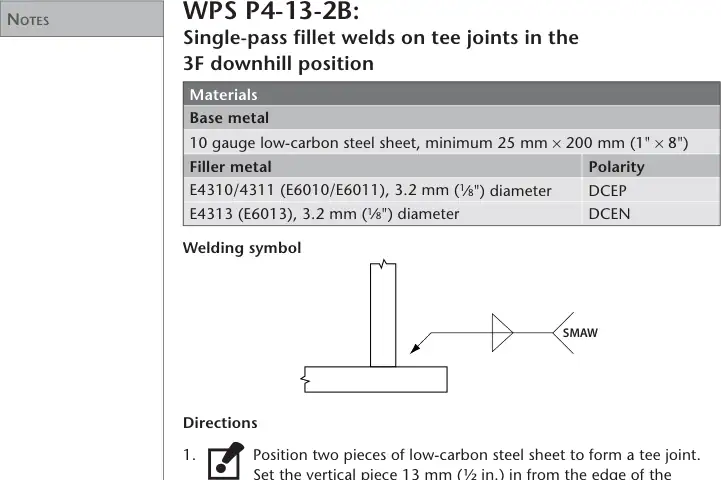 NOTES
WPS P4-13-2B:
Single-pass fillet welds on tee joints in the
3F downhill position
Materials
Base metal
10 gauge low-carbon steel sheet, minimum 25 mm × 200 mm (1" × 8")
Filler metal Polarity
E4310/4311 (E6010/E6011), 3.2 mm (⅛") diameter DCEP
E4313 (E6013), 3.2 mm (⅛") diameter DCEN
Welding symbol
SMAW
Directions
1. Position two pieces of low-carbon steel sheet to form a tee joint.
Set the vertical piece 13 mm (½ in.) in from the edge of the